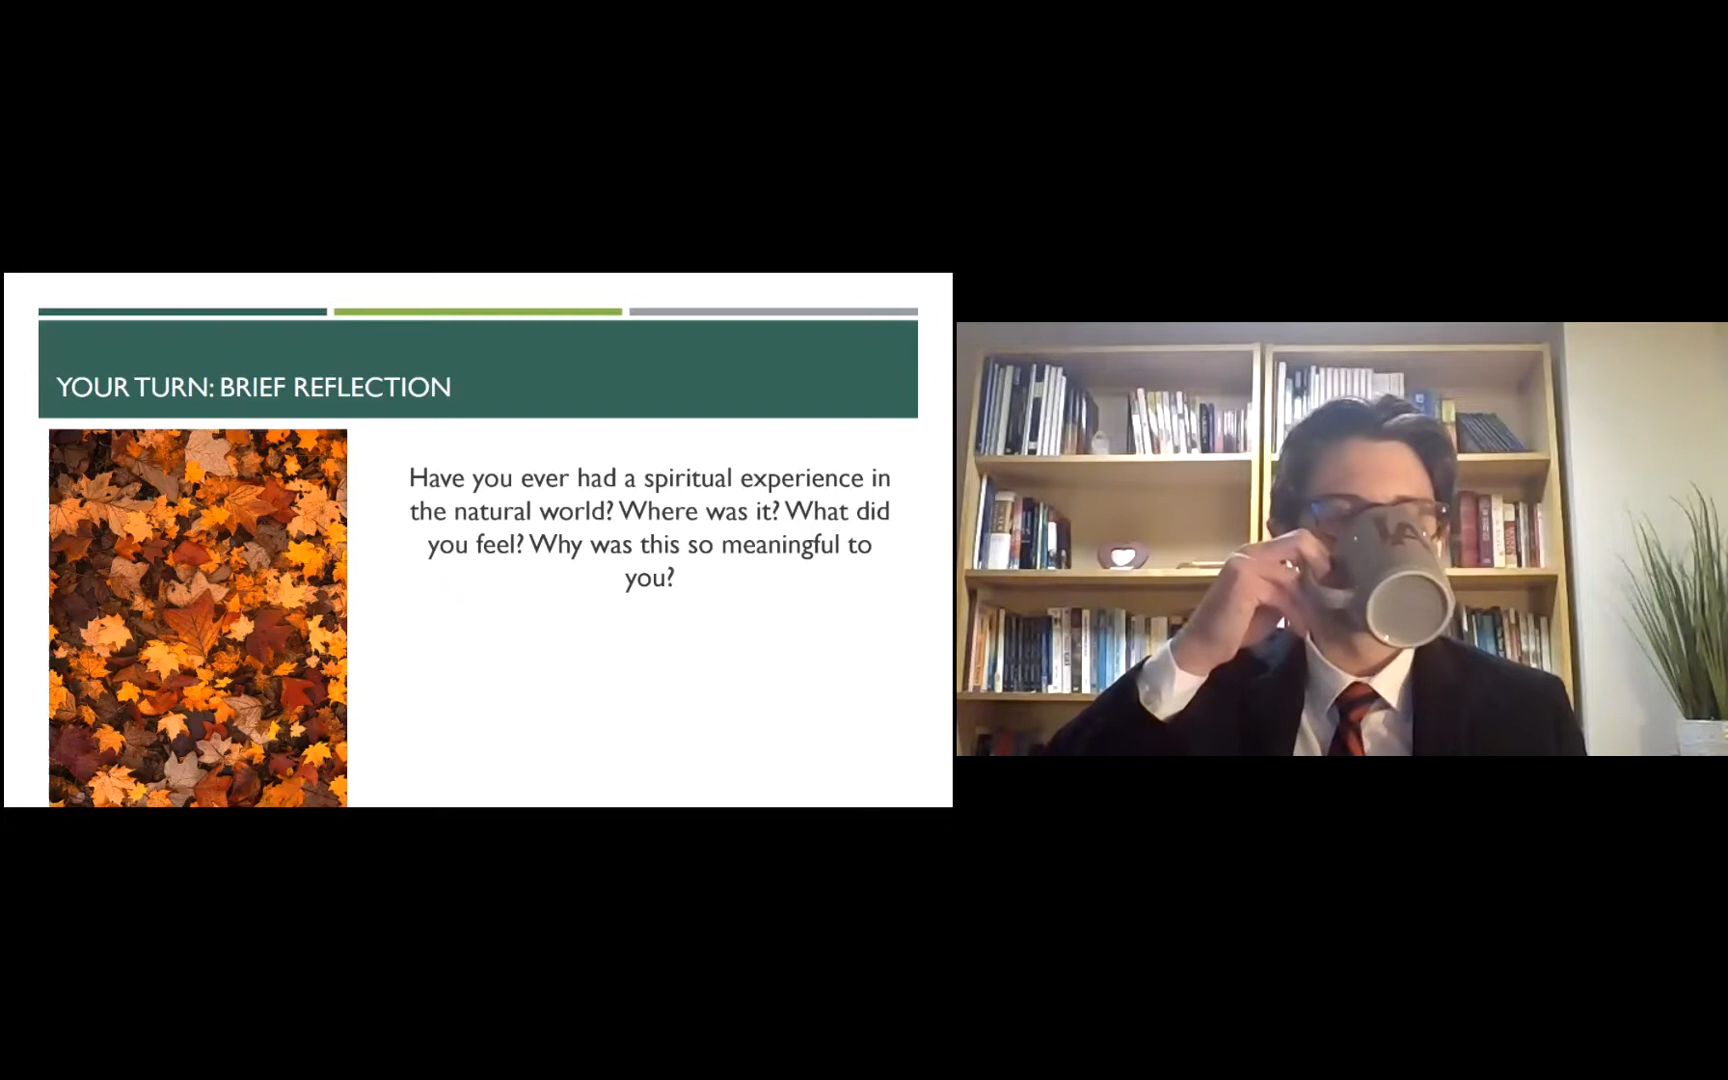 YOUR TURN: BRIEF REFLECTION
Have you ever had a spiritual experience in
the natural world? Where was it? What did
you feel? Why was this so meaningful to
you?